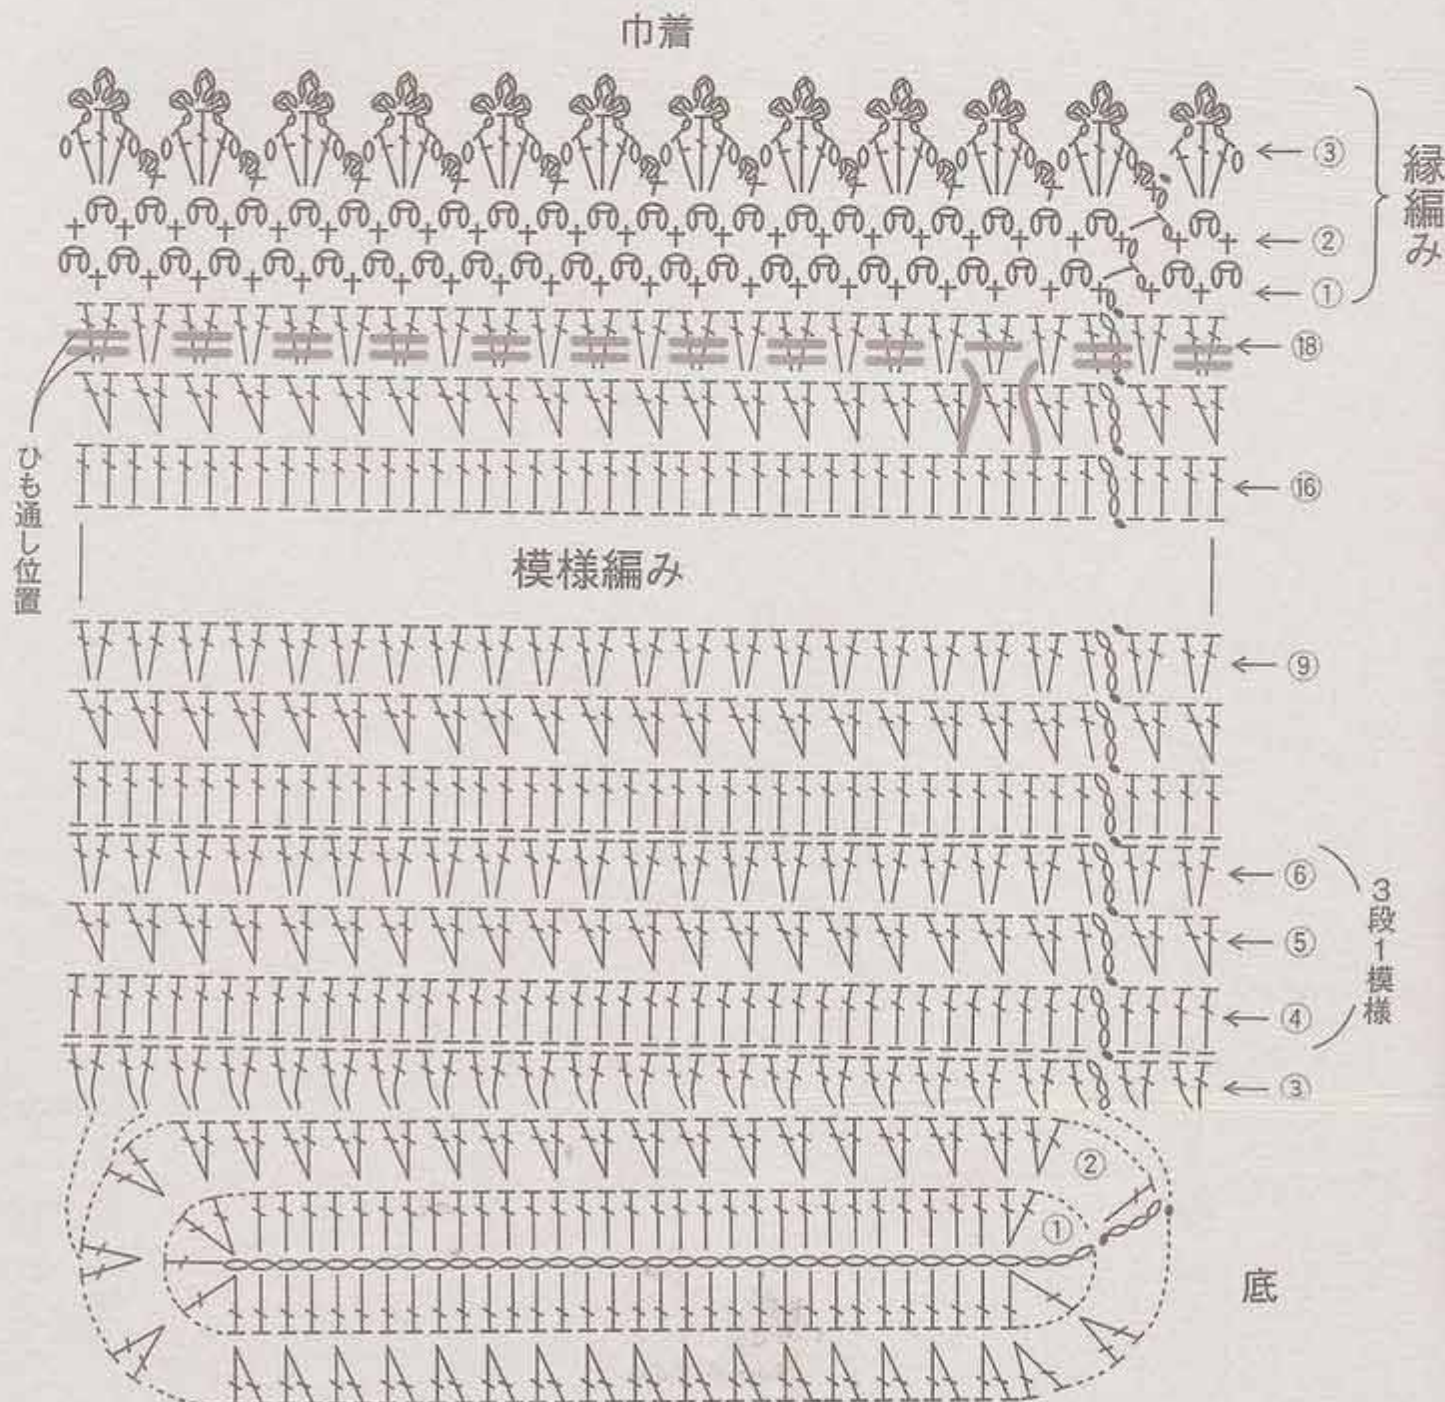 巾着
③
縁編み
②
①
⑱
ひも通し位置
⑯
模様編み
⑨
⑥
3段1模様
⑤
④
③
②
①
底